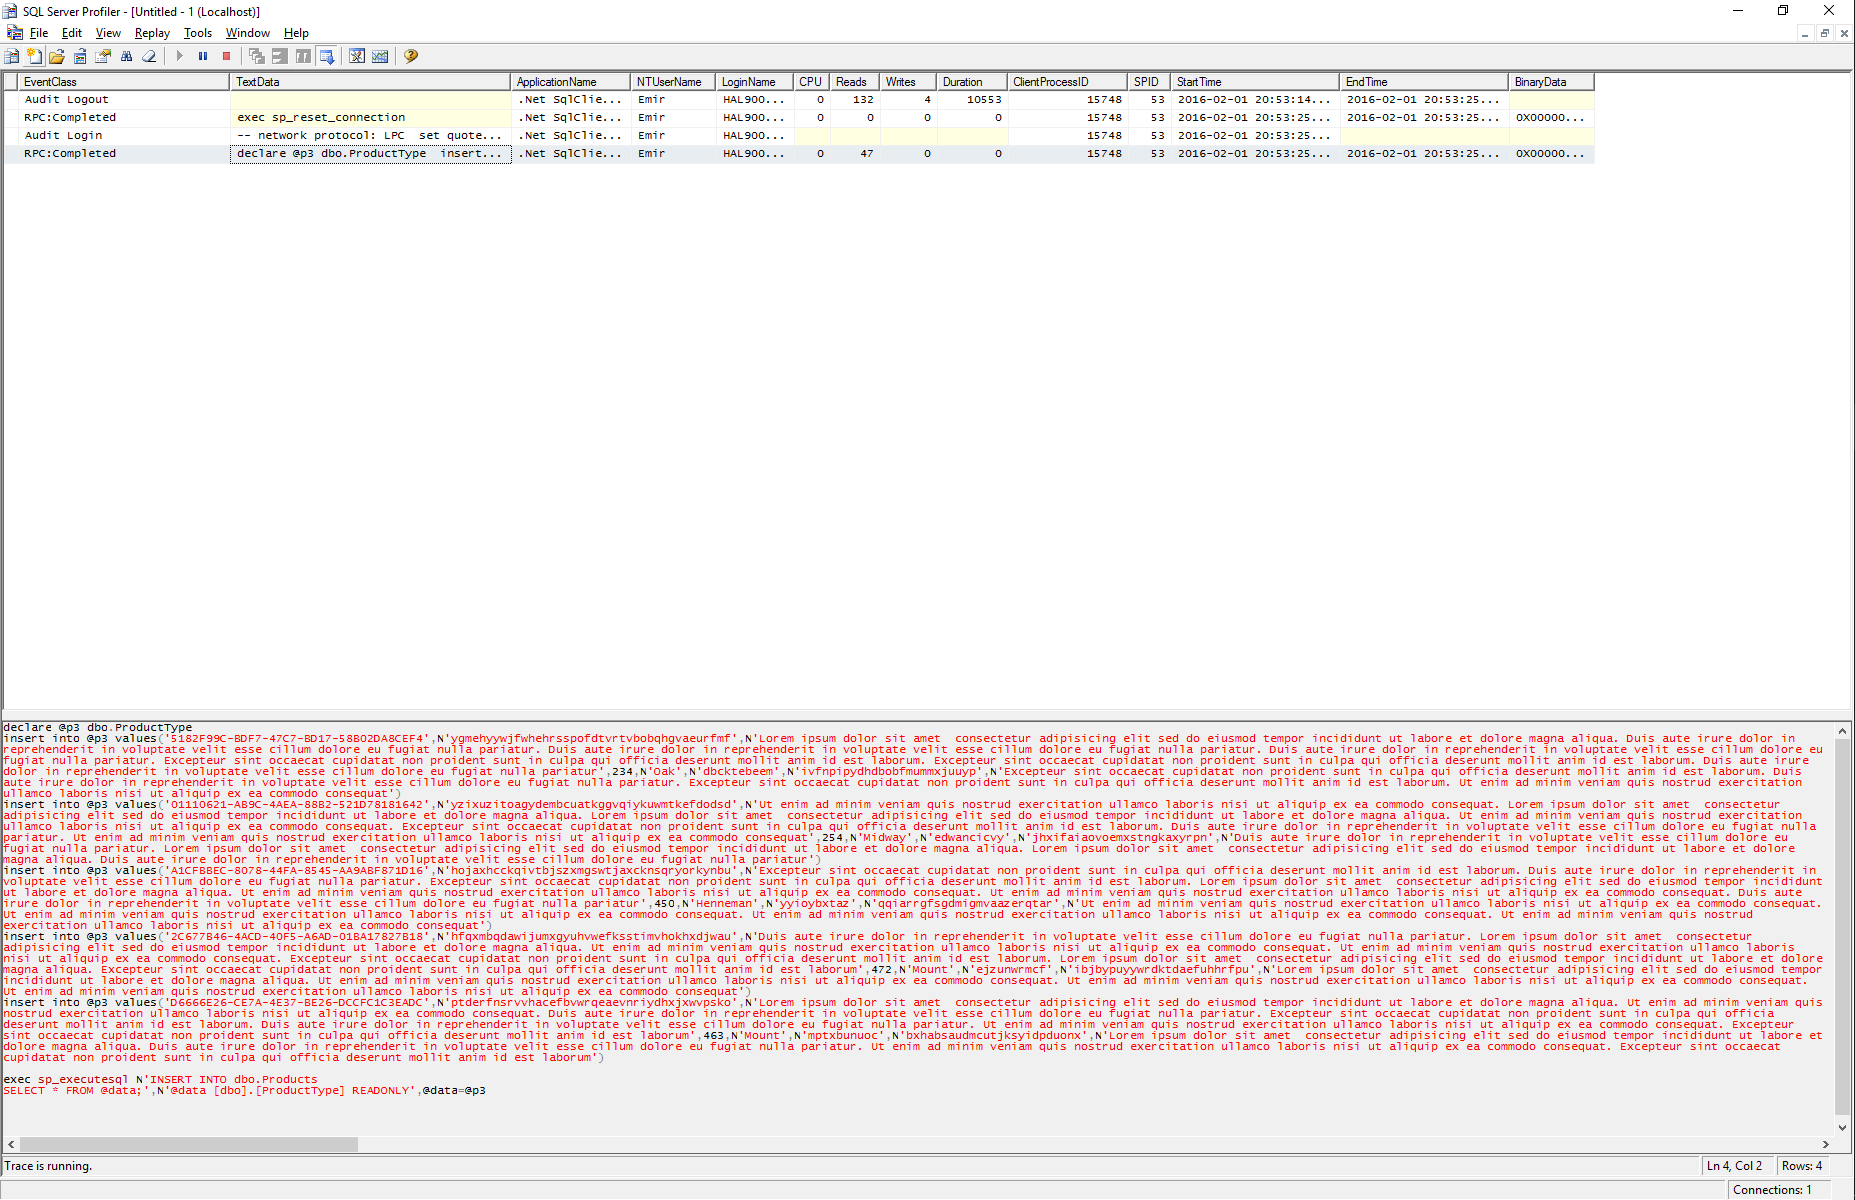 SQL Server Profiler - [Untitled - 1 (Localhost)]
File Edit View Replay Tools Window Help
EventClass TextData ApplicationName NTUserName LoginName CPU Reads Writes Duration ClientProcessID SPID StartTime EndTime BinaryData
Audit Logout .Net SqlClie... Emir HAL900... 0 132 4 10553 15748 53 2016-02-01 20:53:14... 2016-02-01 20:53:25...
RPC:Completed exec sp_reset_connection .Net SqlClie... Emir HAL900... 0 0 0 0 15748 53 2016-02-01 20:53:25... 2016-02-01 20:53:25... 0X00000...
Audit Login -- network protocol: LPC set quote... .Net SqlClie... Emir HAL900... 15748 53 2016-02-01 20:53:25...
RPC:Completed declare @p3 dbo.ProductType insert... .Net SqlClie... Emir HAL900... 0 47 0 0 15748 53 2016-02-01 20:53:25... 2016-02-01 20:53:25... 0X00000...
declare @p3 dbo.ProductType
insert into @p3 values('5182F99C-BDF7-47C7-BD17-58B02DA8CEF4',N'ygmehyywjfwhehrsspofdtvrtvbobqhgvaeurfmf',N'Lorem ipsum dolor sit amet  consectetur adipisicing elit sed do eiusmod tempor incididunt ut labore et dolore magna aliqua. Duis aute irure dolor in
reprehenderit in voluptate velit esse cillum dolore eu fugiat nulla pariatur. Duis aute irure dolor in reprehenderit in voluptate velit esse cillum dolore eu fugiat nulla pariatur. Duis aute irure dolor in reprehenderit in voluptate velit esse cillum dolore eu
fugiat nulla pariatur. Excepteur sint occaecat cupidatat non proident sunt in culpa qui officia deserunt mollit anim id est laborum. Excepteur sint occaecat cupidatat non proident sunt in culpa qui officia deserunt mollit anim id est laborum. Duis aute irure
dolor in reprehenderit in voluptate velit esse cillum dolore eu fugiat nulla pariatur',234,N'Oak',N'dbcktebeem',N'ivfnpipydhdbobfmummxjuuyp',N'Excepteur sint occaecat cupidatat non proident sunt in culpa qui officia deserunt mollit anim id est laborum. Duis
aute irure dolor in reprehenderit in voluptate velit esse cillum dolore eu fugiat nulla pariatur. Excepteur sint occaecat cupidatat non proident sunt in culpa qui officia deserunt mollit anim id est laborum. Ut enim ad minim veniam quis nostrud exercitation
ullamco laboris nisi ut aliquip ex ea commodo consequat')
insert into @p3 values('01110621-AB9C-4AEA-88B2-521D78181642',N'yzixuzitoagydembcuatkggvqiykuwmtkefdodsd',N'Ut enim ad minim veniam quis nostrud exercitation ullamco laboris nisi ut aliquip ex ea commodo consequat. Lorem ipsum dolor sit amet  consectetur
adipisicing elit sed do eiusmod tempor incididunt ut labore et dolore magna aliqua. Lorem ipsum dolor sit amet  consectetur adipisicing elit sed do eiusmod tempor incididunt ut labore et dolore magna aliqua. Ut enim ad minim veniam quis nostrud exercitation
ullamco laboris nisi ut aliquip ex ea commodo consequat. Excepteur sint occaecat cupidatat non proident sunt in culpa qui officia deserunt mollit anim id est laborum. Duis aute irure dolor in reprehenderit in voluptate velit esse cillum dolore eu fugiat nulla
pariatur. Ut enim ad minim veniam quis nostrud exercitation ullamco laboris nisi ut aliquip ex ea commodo consequat',254,N'Midway',N'edwancicvy',N'jhxifaiaovoemxstngkaxyrpn',N'Duis aute irure dolor in reprehenderit in voluptate velit esse cillum dolore eu
fugiat nulla pariatur. Lorem ipsum dolor sit amet  consectetur adipisicing elit sed do eiusmod tempor incididunt ut labore et dolore magna aliqua. Lorem ipsum dolor sit amet  consectetur adipisicing elit sed do eiusmod tempor incididunt ut labore et dolore
magna aliqua. Duis aute irure dolor in reprehenderit in voluptate velit esse cillum dolore eu fugiat nulla pariatur')
insert into @p3 values('A1CFBBEC-8078-44FA-8545-AA9ABF871D16',N'hojaxhcckqivtbjszxmgswtjaxcknsqryorkynbu',N'Excepteur sint occaecat cupidatat non proident sunt in culpa qui officia deserunt mollit anim id est laborum. Duis aute irure dolor in reprehenderit in
voluptate velit esse cillum dolore eu fugiat nulla pariatur. Excepteur sint occaecat cupidatat non proident sunt in culpa qui officia deserunt mollit anim id est laborum. Lorem ipsum dolor sit amet  consectetur adipisicing elit sed do eiusmod tempor incididunt
ut labore et dolore magna aliqua. Ut enim ad minim veniam quis nostrud exercitation ullamco laboris nisi ut aliquip ex ea commodo consequat. Excepteur sint occaecat cupidatat non proident sunt in culpa qui officia deserunt mollit anim id est laborum. Duis aute
irure dolor in reprehenderit in voluptate velit esse cillum dolore eu fugiat nulla pariatur',450,N'Henneman',N'yyioybxtaz',N'qqiarrgfsgdmigmvaazerqtar',N'Ut enim ad minim veniam quis nostrud exercitation ullamco laboris nisi ut aliquip ex ea commodo consequat.
Ut enim ad minim veniam quis nostrud exercitation ullamco laboris nisi ut aliquip ex ea commodo consequat. Ut enim ad minim veniam quis nostrud exercitation ullamco laboris nisi ut aliquip ex ea commodo consequat. Ut enim ad minim veniam quis nostrud
exercitation ullamco laboris nisi ut aliquip ex ea commodo consequat')
insert into @p3 values('2C677B46-4ACD-40F5-A6AD-01BA17827B18',N'hfqxmbqdawijumxgyuhvwefksstimvhokhxdjwau',N'Duis aute irure dolor in reprehenderit in voluptate velit esse cillum dolore eu fugiat nulla pariatur. Lorem ipsum dolor sit amet  consectetur
adipisicing elit sed do eiusmod tempor incididunt ut labore et dolore magna aliqua. Ut enim ad minim veniam quis nostrud exercitation ullamco laboris nisi ut aliquip ex ea commodo consequat. Ut enim ad minim veniam quis nostrud exercitation ullamco laboris
nisi ut aliquip ex ea commodo consequat. Excepteur sint occaecat cupidatat non proident sunt in culpa qui officia deserunt mollit anim id est laborum. Lorem ipsum dolor sit amet  consectetur adipisicing elit sed do eiusmod tempor incididunt ut labore et dolore
magna aliqua. Excepteur sint occaecat cupidatat non proident sunt in culpa qui officia deserunt mollit anim id est laborum',472,N'Mount',N'ejzunwrmcf',N'ibjbypuyywrdktdaefuhhrfpu',N'Lorem ipsum dolor sit amet  consectetur adipisicing elit sed do eiusmod tempor
incididunt ut labore et dolore magna aliqua. Ut enim ad minim veniam quis nostrud exercitation ullamco laboris nisi ut aliquip ex ea commodo consequat. Ut enim ad minim veniam quis nostrud exercitation ullamco laboris nisi ut aliquip ex ea commodo consequat.
Ut enim ad minim veniam quis nostrud exercitation ullamco laboris nisi ut aliquip ex ea commodo consequat')
insert into @p3 values('D6666E26-CE7A-4E37-BE26-DCCFC1C3EADC',N'ptderfnsrvvhacefbvwrqeaevnriydhxjxwvpsko',N'Lorem ipsum dolor sit amet  consectetur adipisicing elit sed do eiusmod tempor incididunt ut labore et dolore magna aliqua. Ut enim ad minim veniam quis
nostrud exercitation ullamco laboris nisi ut aliquip ex ea commodo consequat. Duis aute irure dolor in reprehenderit in voluptate velit esse cillum dolore eu fugiat nulla pariatur. Excepteur sint occaecat cupidatat non proident sunt in culpa qui officia
deserunt mollit anim id est laborum. Duis aute irure dolor in reprehenderit in voluptate velit esse cillum dolore eu fugiat nulla pariatur. Ut enim ad minim veniam quis nostrud exercitation ullamco laboris nisi ut aliquip ex ea commodo consequat. Excepteur
sint occaecat cupidatat non proident sunt in culpa qui officia deserunt mollit anim id est laborum',463,N'Mount',N'mptxbunuoc',N'bxhabsaudmcutjksyidpduonx',N'Lorem ipsum dolor sit amet  consectetur adipisicing elit sed do eiusmod tempor incididunt ut labore et
dolore magna aliqua. Duis aute irure dolor in reprehenderit in voluptate velit esse cillum dolore eu fugiat nulla pariatur. Ut enim ad minim veniam quis nostrud exercitation ullamco laboris nisi ut aliquip ex ea commodo consequat. Excepteur sint occaecat
cupidatat non proident sunt in culpa qui officia deserunt mollit anim id est laborum')
exec sp_executesql N'INSERT INTO dbo.Products
SELECT * FROM @data;',N'@data [dbo].[ProductType] READONLY',@data=@p3
Trace is running. Ln 4, Col 2 Rows: 4
Connections: 1